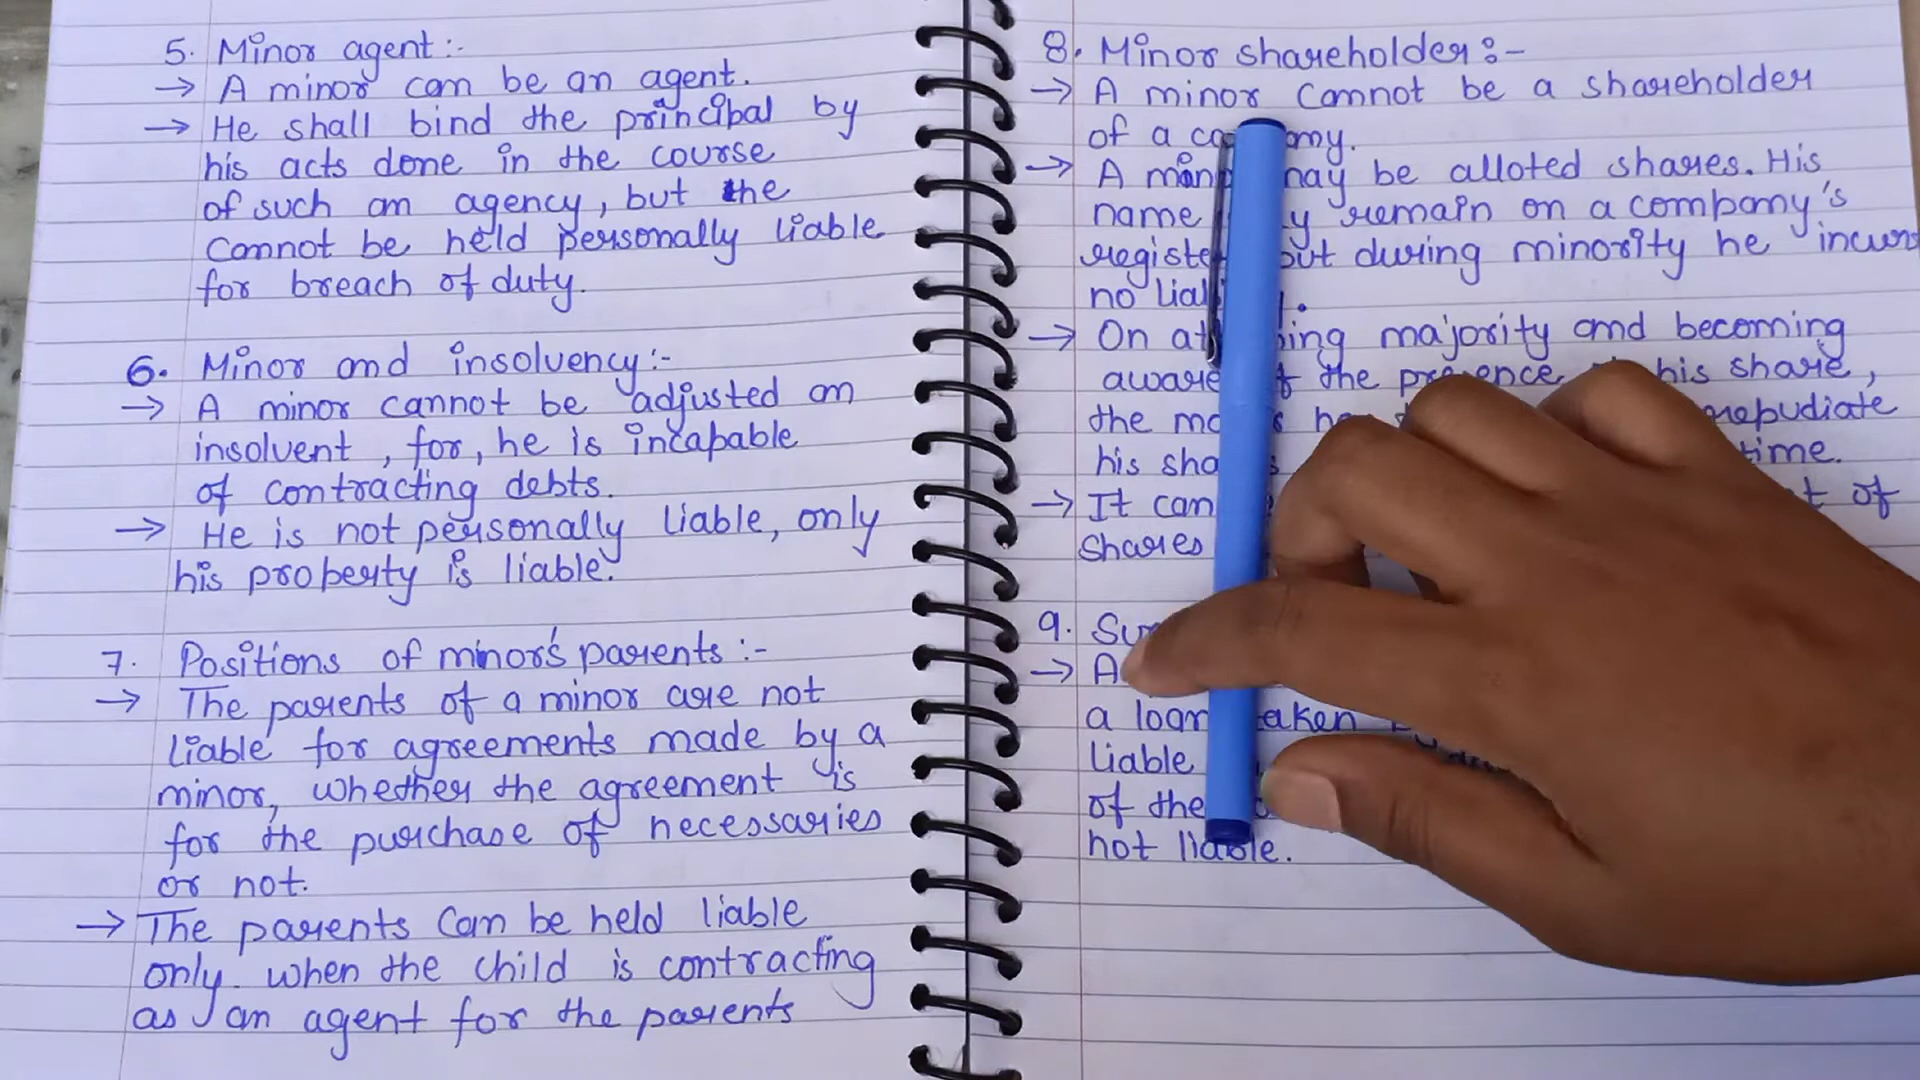 5. Minor agent :-
→ A minor can be an agent.
→ He shall bind the principal by
his acts done in the course
of such an agency, but the
cannot be held personally liable
for breach of duty.
6. Minor and insolvency :-
→ A minor cannot be adjusted an
insolvent, for, he is incapable
of contracting debts.
→ He is not personally liable, only
his property is liable.
7. Positions of minor's parents :-
→ The parents of a minor are not
liable for agreements made by a
minor, whether the agreement is
for the purchase of necessaries
or not.
→ The parents can be held liable
only when the child is contracting
as an agent for the parents
8. Minor shareholder :-
→ A minor cannot be a shareholder
of a
→ A may be alloted shares. His
name remain on a company's
but during minority he incurs
no
→ On majority and becoming
aware the his share,
the repudiate
his time.
→ It can of
shares
9.
→ A
a taken
liable
of the
not liable.